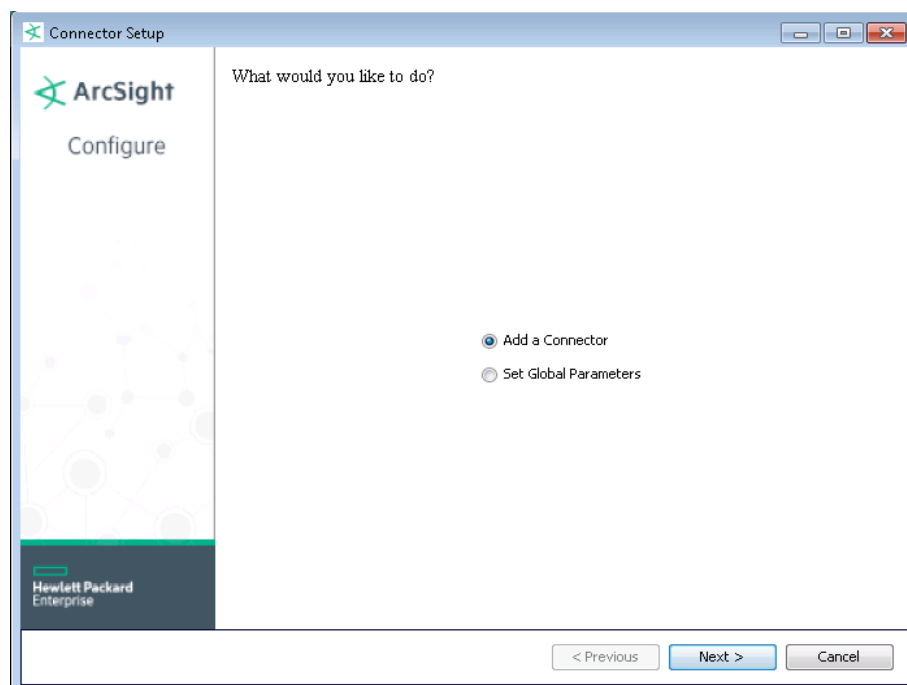 Connector Setup
ArcSight
Configure
What would you like to do?
Add a Connector
Set Global Parameters
Hewlett Packard
Enterprise
< Previous
Next >
Cancel